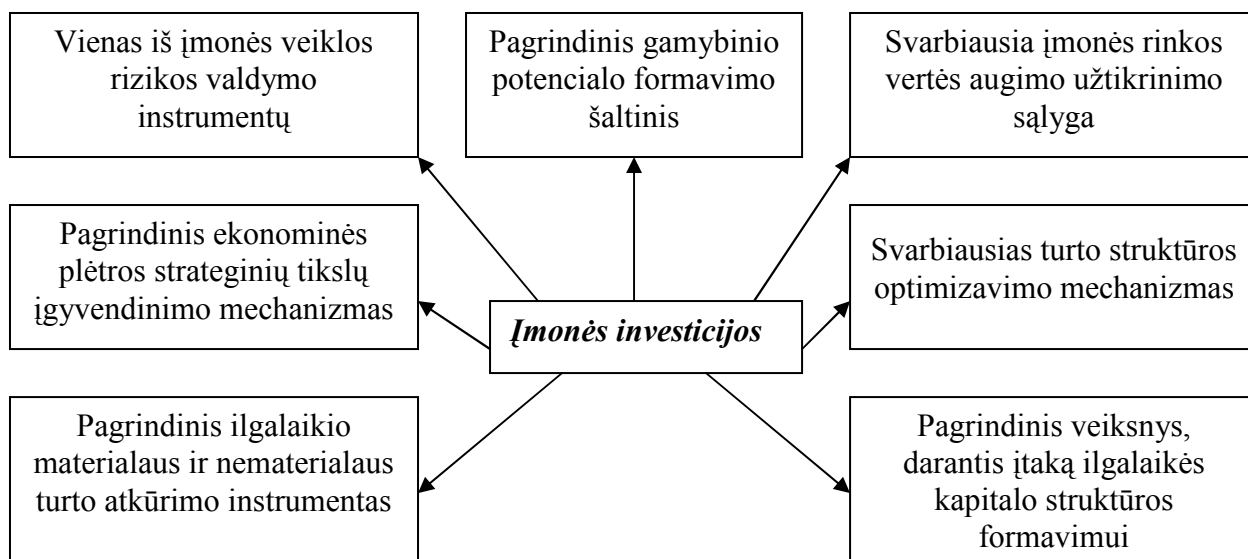 Vienas iš įmonės veiklos
rizikos valdymo
instrumentų
Pagrindinis gamybinio
potencialo formavimo
šaltinis
Svarbiausia įmonės rinkos
vertės augimo užtikrinimo
sąlyga
Pagrindinis ekonominės
plėtros strateginių tikslų
įgyvendinimo mechanizmas
Svarbiausias turto struktūros
optimizavimo mechanizmas
Įmonės investicijos
Pagrindinis ilgalaikio
materialaus ir nematerialaus
turto atkūrimo instrumentas
Pagrindinis veiksnys,
darantis įtaką ilgalaikės
kapitalo struktūros
formavimui